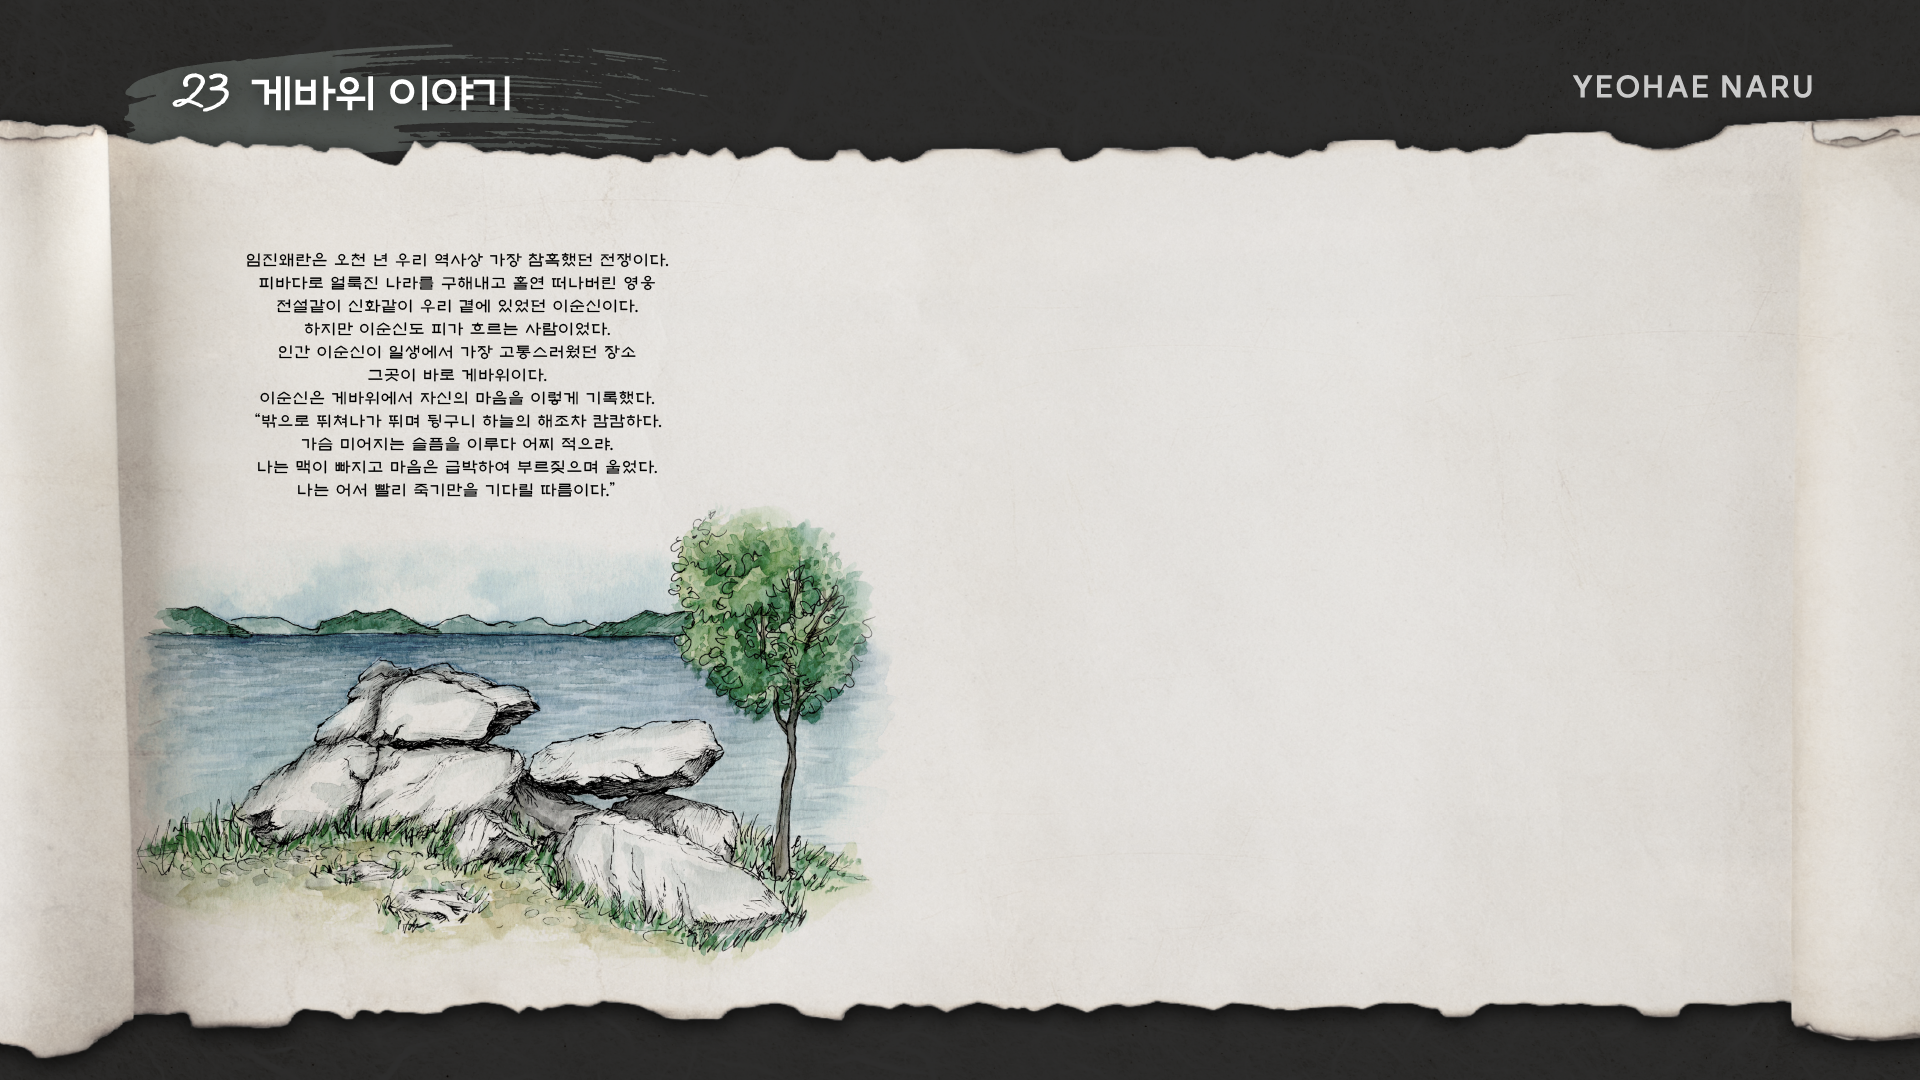 23 게바위 이야기
YEOHAE NARU
임진왜란은 오천 년 우리 역사상 가장 참혹했던 전쟁이다.
피바다로 얼룩진 나라를 구해내고 홀연 떠나버린 영웅
전설같이 신화같이 우리 곁에 있었던 이순신이다.
하지만 이순신도 피가 흐르는 사람이었다.
인간 이순신이 일생에서 가장 고통스러웠던 장소
그곳이 바로 게바위이다.
이순신은 게바위에서 자신의 마음을 이렇게 기록했다.
“밖으로 뛰쳐나가 뛰며 뒹구니 하늘의 해조차 캄캄하다.
가슴 미어지는 슬픔을 이루다 어찌 적으랴.
나는 맥이 빠지고 마음은 급박하여 부르짖으며 울었다.
나는 어서 빨리 죽기만을 기다릴 따름이다.”